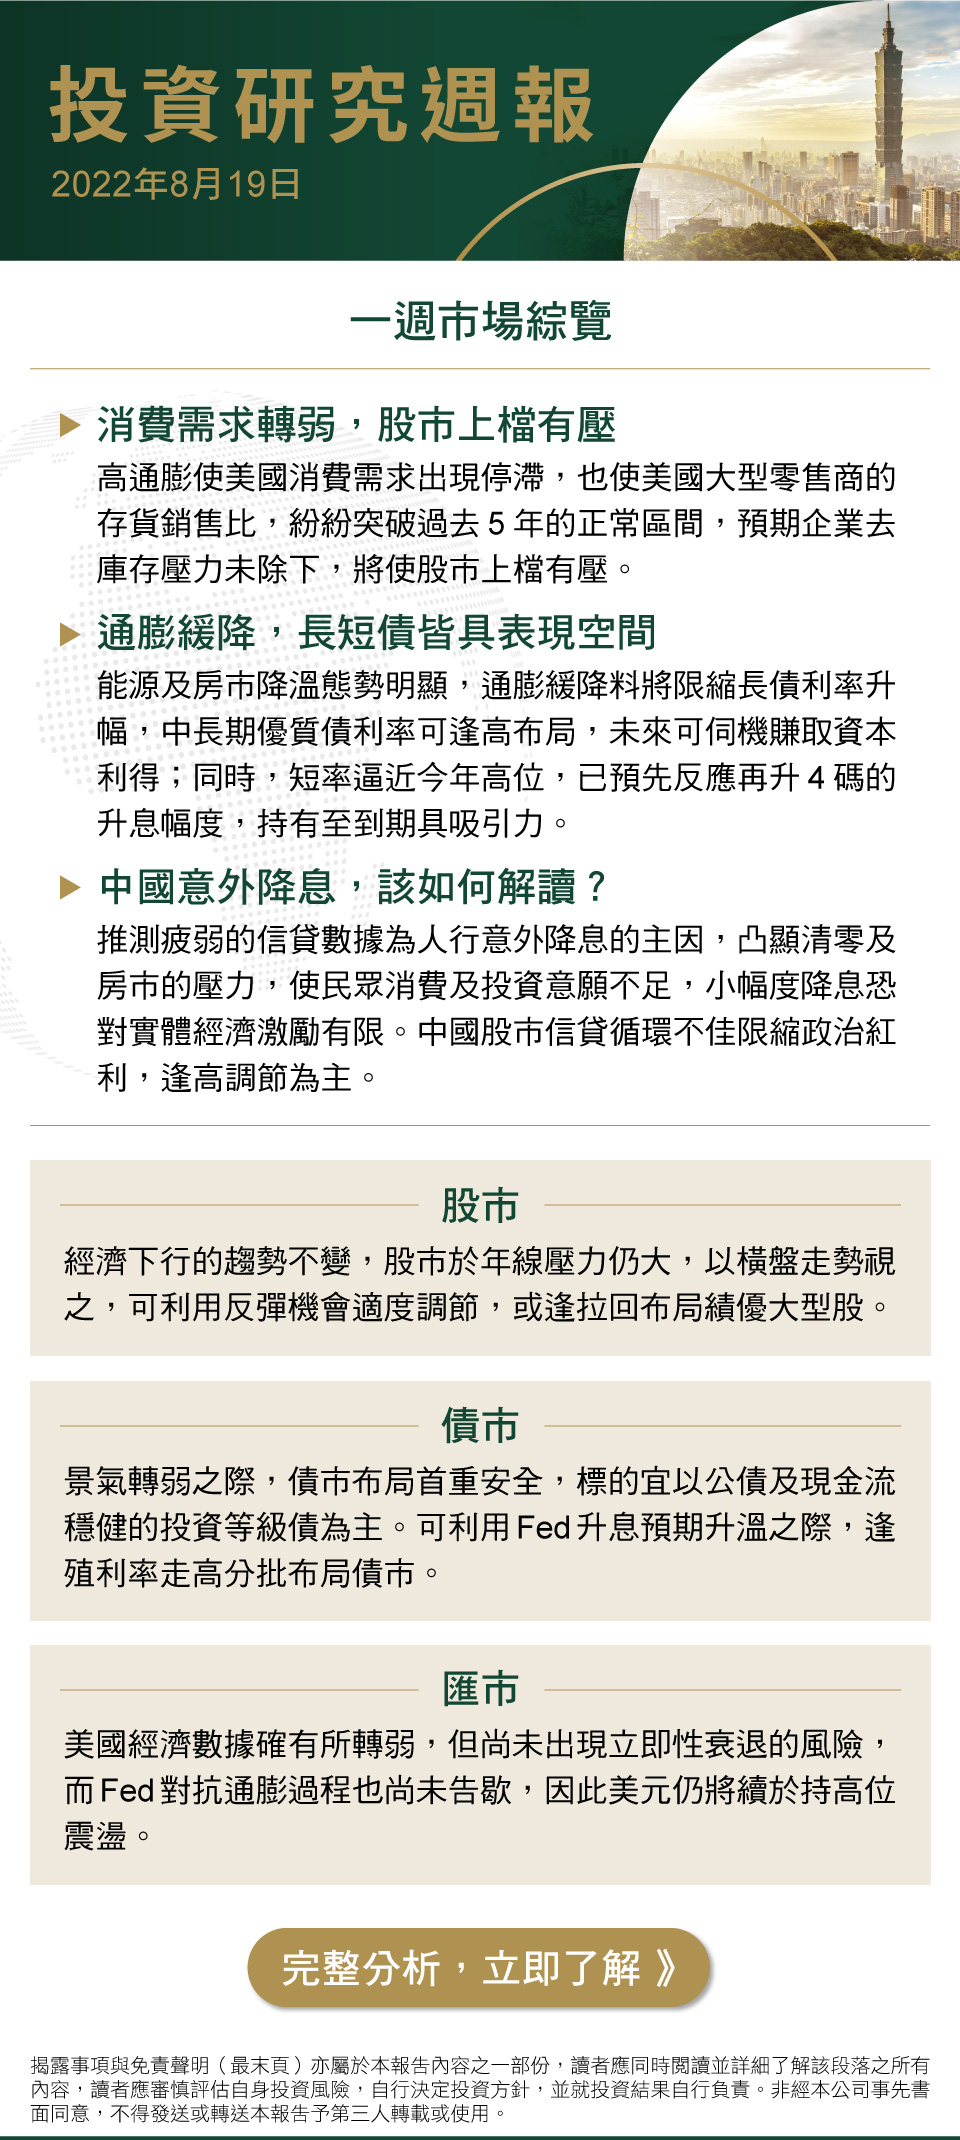 投資研究週報
2022年8月19日
一週市場綜覽
消費需求轉弱，股市上檔有壓
高通膨使美國消費需求出現停滯，也使美國大型零售商的
存貨銷售比，紛紛突破過去 5 年的正常區間，預期企業去
庫存壓力未除下，將使股市上檔有壓。
通膨緩降，長短債皆具表現空間
能源及房市降溫態勢明顯，通膨緩降料將限縮長債利率升
幅，中長期優質債利率可逢高布局，未來可伺機賺取資本
利得；同時，短率逼近今年高位，已預先反應再升 4 碼的
升息幅度，持有至到期具吸引力。
中國意外降息，該如何解讀？
推測疲弱的信貸數據為人行意外降息的主因，凸顯清零及
房市的壓力，使民眾消費及投資意願不足，小幅度降息恐
對實體經濟激勵有限。中國股市信貸循環不佳限縮政治紅
利，逢高調節為主。
股市
經濟下行的趨勢不變，股市於年線壓力仍大，以橫盤走勢視
之，可利用反彈機會適度調節，或逢拉回布局績優大型股。
債市
景氣轉弱之際，債市布局首重安全，標的宜以公債及現金流
穩健的投資等級債為主。可利用 Fed 升息預期升溫之際，逢
殖利率走高分批布局債市。
匯市
美國經濟數據確有所轉弱，但尚未出現立即性衰退的風險，
而 Fed 對抗通膨過程也尚未告歇，因此美元仍將續於持高位
震盪。
完整分析，立即了解 》
揭露事項與免責聲明（最末頁）亦屬於本報告內容之一部份，讀者應同時閱讀並詳細了解該段落之所有
內容，讀者應審慎評估自身投資風險，自行決定投資方針，並就投資結果自行負責。非經本公司事先書
面同意，不得發送或轉送本報告予第三人轉載或使用。